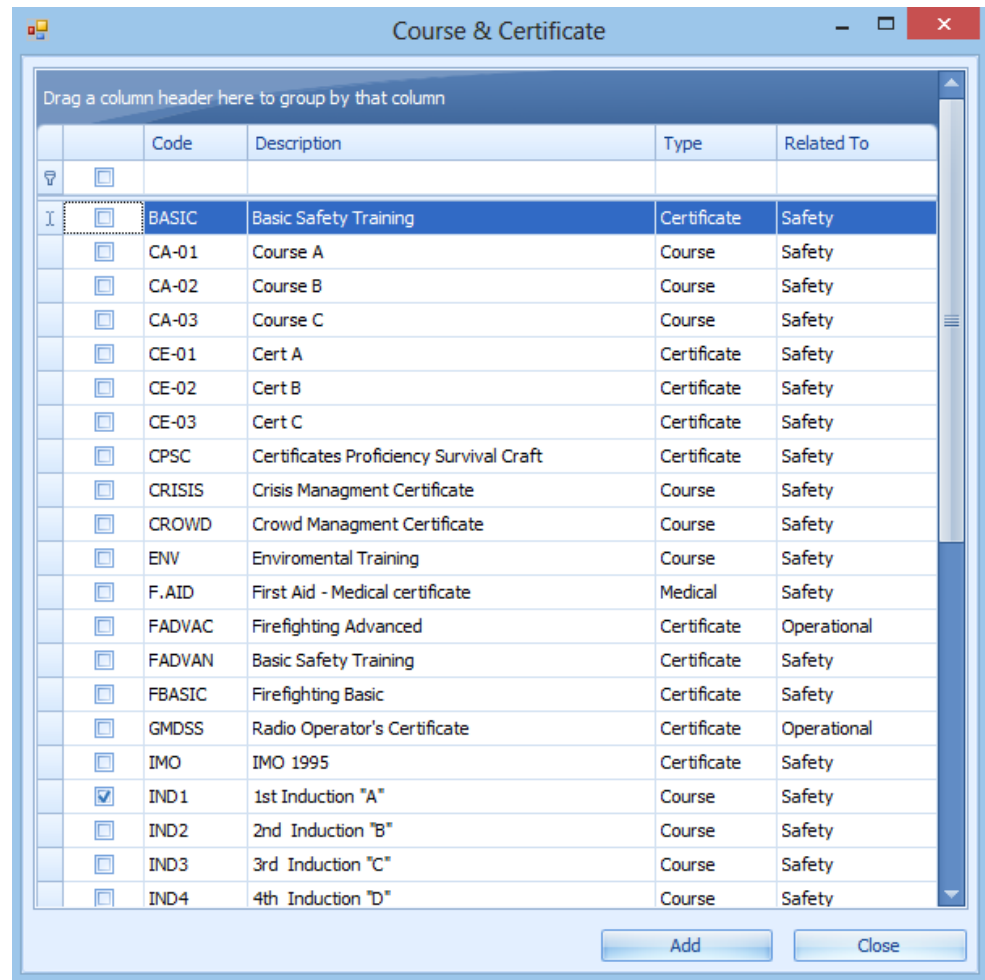 Course & Certificate
Drag a column header here to group by that column
Code Description Type Related To
BASIC Basic Safety Training Certificate Safety
CA-01 Course A Course Safety
CA-02 Course B Course Safety
CA-03 Course C Course Safety
CE-01 Cert A Certificate Safety
CE-02 Cert B Certificate Safety
CE-03 Cert C Certificate Safety
CPSC Certificates Proficiency Survival Craft Certificate Safety
CRISIS Crisis Managment Certificate Course Safety
CROWD Crowd Managment Certificate Course Safety
ENV Enviromental Training Course Safety
F.AID First Aid - Medical certificate Medical Safety
FADVAC Firefighting Advanced Certificate Operational
FADVAN Basic Safety Training Certificate Safety
FBASIC Firefighting Basic Certificate Safety
GMDSS Radio Operator's Certificate Certificate Operational
IMO IMO 1995 Certificate Safety
IND1 1st Induction "A" Course Safety
IND2 2nd Induction "B" Course Safety
IND3 3rd Induction "C" Course Safety
IND4 4th Induction "D" Course Safety
Add Close